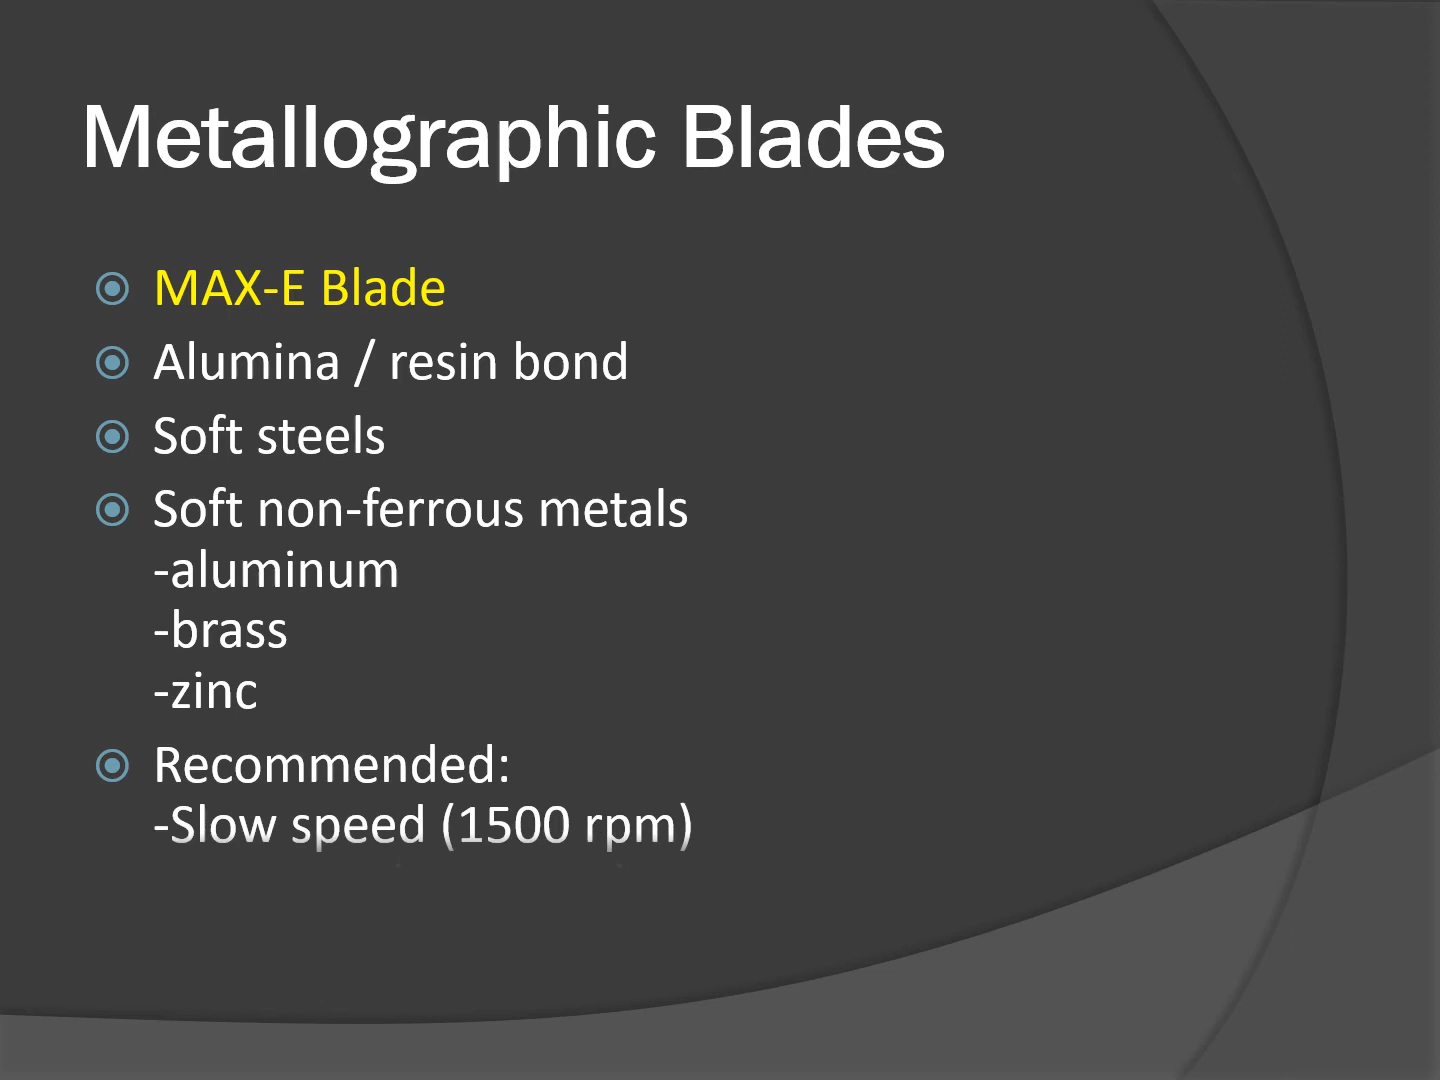 Metallographic Blades
MAX-E Blade
Alumina / resin bond
Soft steels
Soft non-ferrous metals
-aluminum
-brass
-zinc
Recommended:
-Slow speed (1500 rpm)